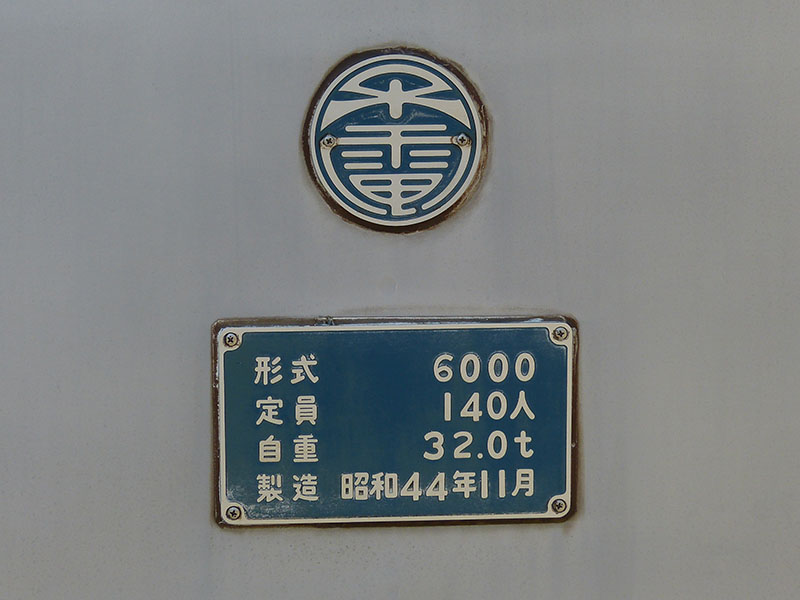 形式 6000
定員 140人
自重 32.0t
製造 昭和44年11月